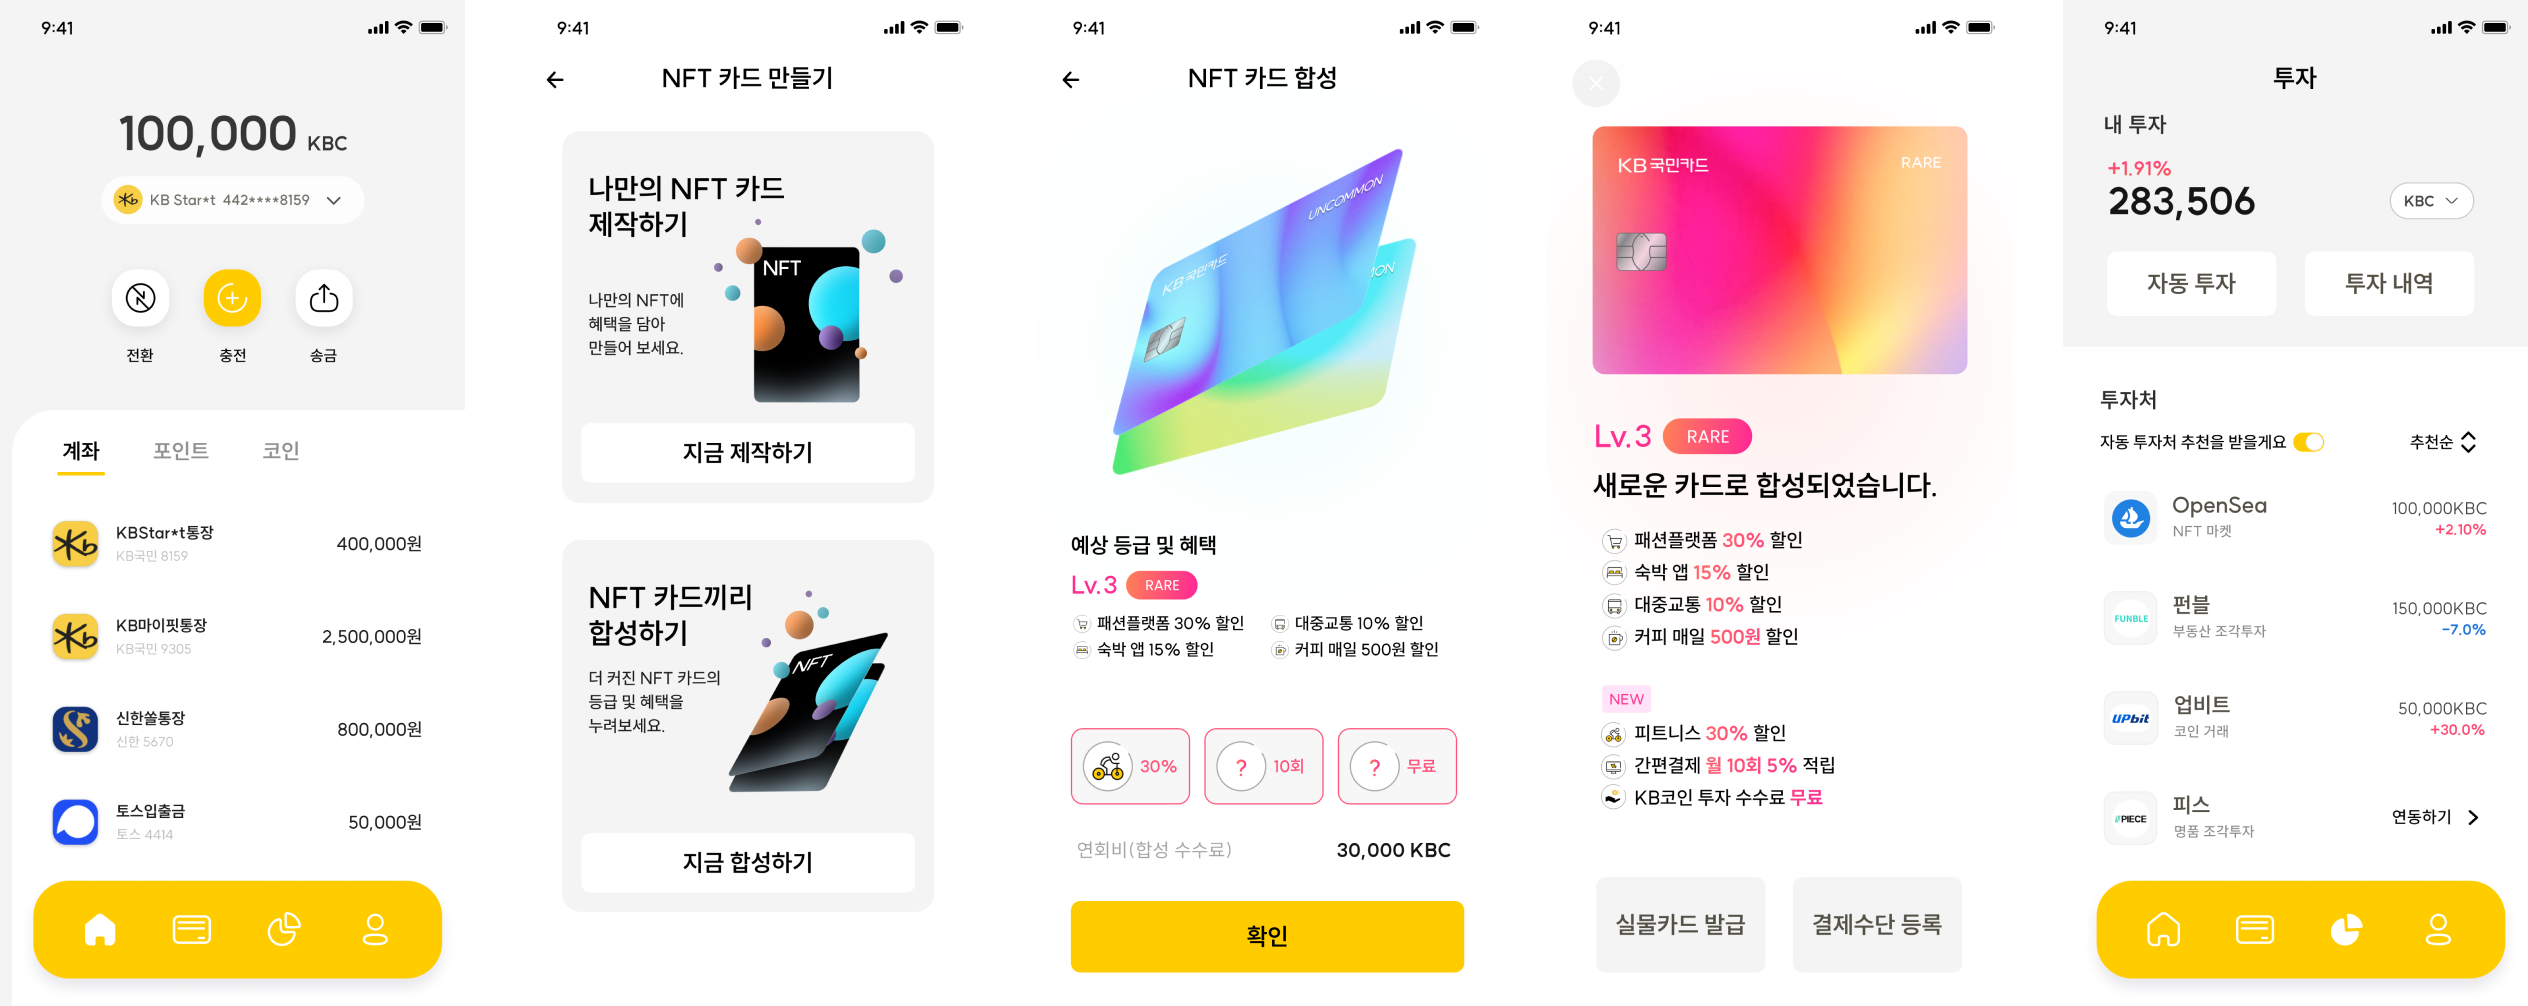 9:41
100,000 KBC
KB Star*t 442****8159
전환
충전
송금
계좌
포인트
코인
KBStar*t통장
KB국민 8159
400,000원
KB마이핏통장
KB국민 9305
2,500,000원
신한쏠통장
신한 5670
800,000원
토스입출금
토스 4414
50,000원
9:41
NFT 카드 만들기
나만의 NFT 카드
제작하기
나만의 NFT에
혜택을 담아
만들어 보세요.
NFT
지금 제작하기
NFT 카드끼리
합성하기
더 커진 NFT 카드의
등급 및 혜택을
누려보세요.
NFT
지금 합성하기
9:41
NFT 카드 합성
UNCOMMON
KB 국민카드
예상 등급 및 혜택
Lv.3 RARE
패션플랫폼 30% 할인
대중교통 10% 할인
숙박 앱 15% 할인
커피 매일 500원 할인
30%
? 10회
? 무료
연회비(합성 수수료)
30,000 KBC
확인
9:41
KB 국민카드
RARE
Lv.3 RARE
새로운 카드로 합성되었습니다.
패션플랫폼 30% 할인
숙박 앱 15% 할인
대중교통 10% 할인
커피 매일 500원 할인
NEW
피트니스 30% 할인
간편결제 월 10회 5% 적립
KB코인 투자 수수료 무료
실물카드 발급
결제수단 등록
9:41
투자
내 투자
+1.91%
283,506
KBC
자동 투자
투자 내역
투자처
자동 투자처 추천을 받을게요
추천순
OpenSea
NFT 마켓
100,000KBC
+2.10%
FUNBLE
펀블
부동산 조각투자
150,000KBC
-7.0%
UPbit
업비트
코인 거래
50,000KBC
+30.0%
PIECE
피스
명품 조각투자
연동하기